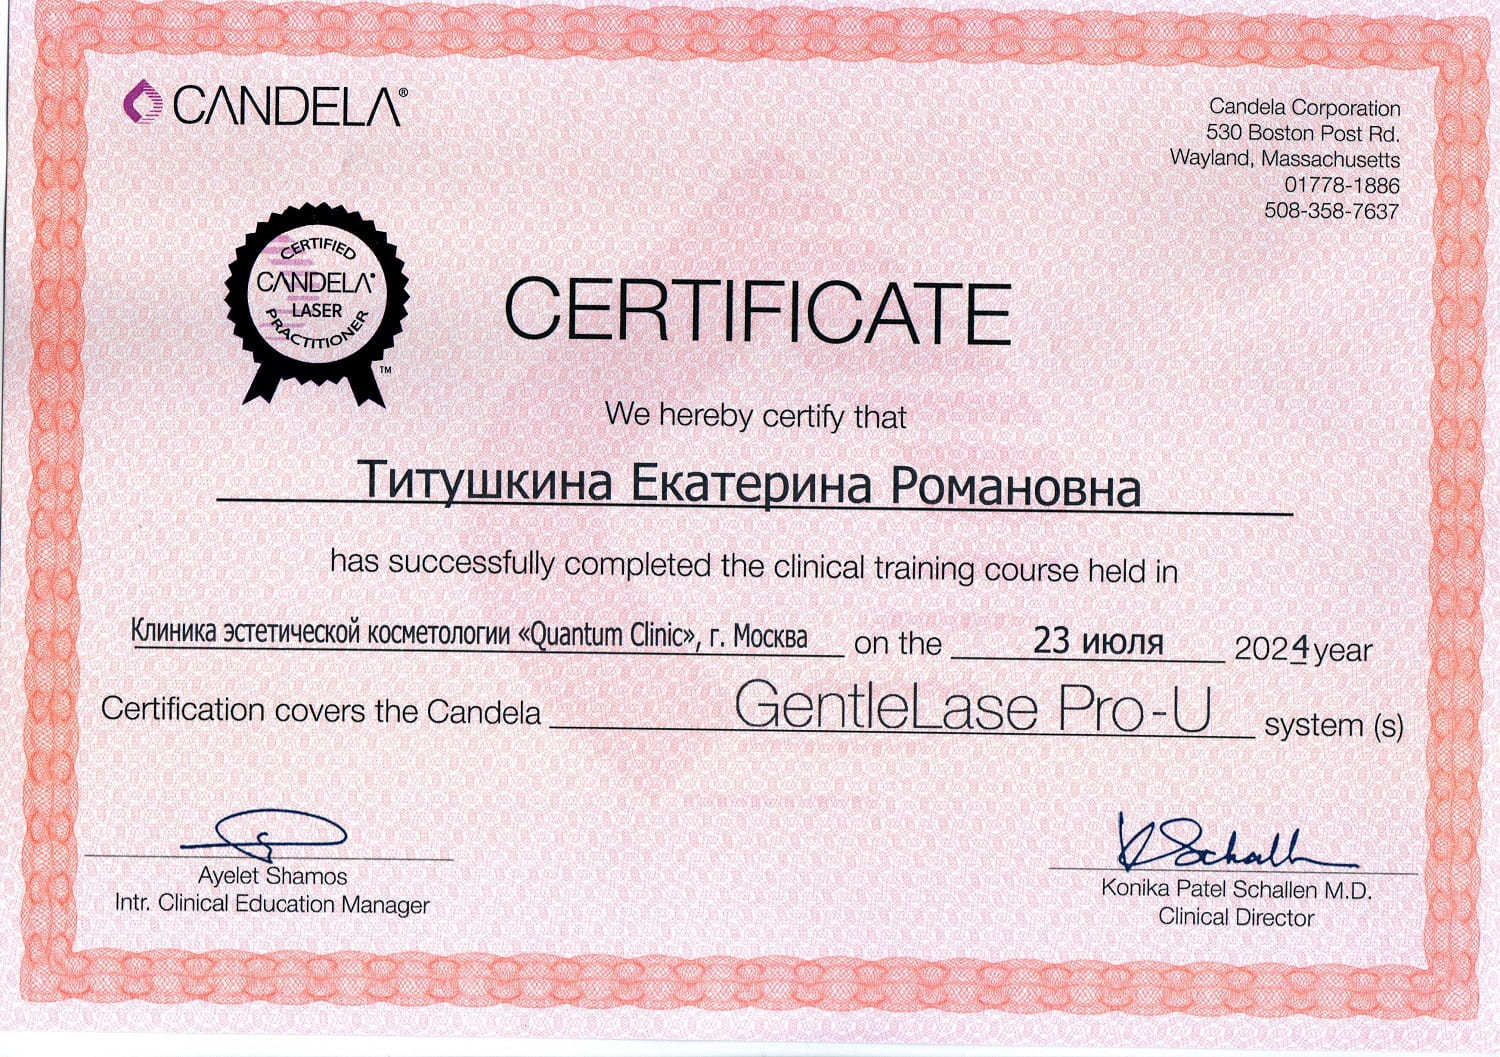 CANDELA®
Candela Corporation
530 Boston Post Rd.
Wayland, Massachusetts
01778-1886
508-358-7637
CERTIFIED
CANDELA®
LASER
PRACTITIONER
TM
CERTIFICATE
We hereby certify that
Титушкина Екатерина Романовна
has successfully completed the clinical training course held in
Клиника эстетической косметологии «Quantum Clinic», г. Москва on the 23 июля 2024 year
Certification covers the Candela GentleLase Pro-U system (s)
Ayelet Shamos
Intr. Clinical Education Manager
Schall
Konika Patel Schallen M.D.
Clinical Director